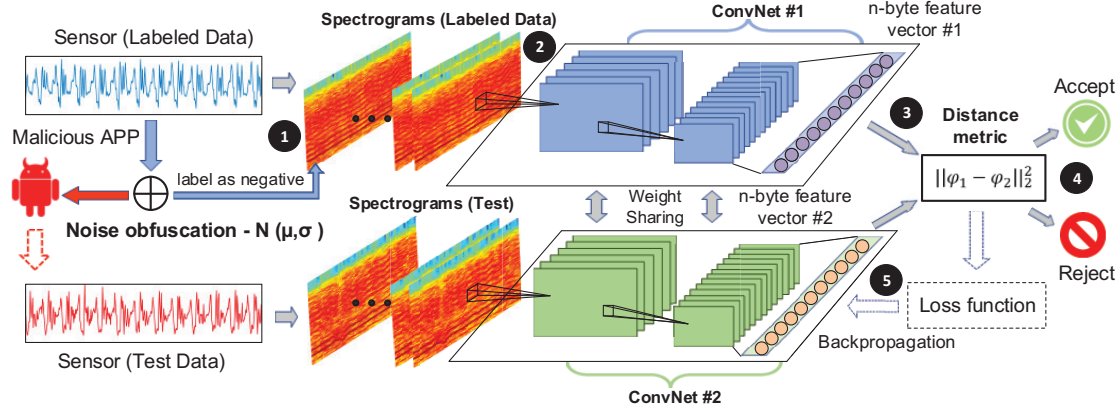 Sensor (Labeled Data)
Spectrograms (Labeled Data)
2
ConvNet #1
n-byte feature
vector #1
1
Malicious APP
label as negative
Noise obfuscation - N (μ,σ )
3
Distance
metric
Accept
||φ₁ − φ₂||₂²
4
Reject
Weight
Sharing
n-byte feature
vector #2
Spectrograms (Test)
Sensor (Test Data)
5
Loss function
Backpropagation
ConvNet #2